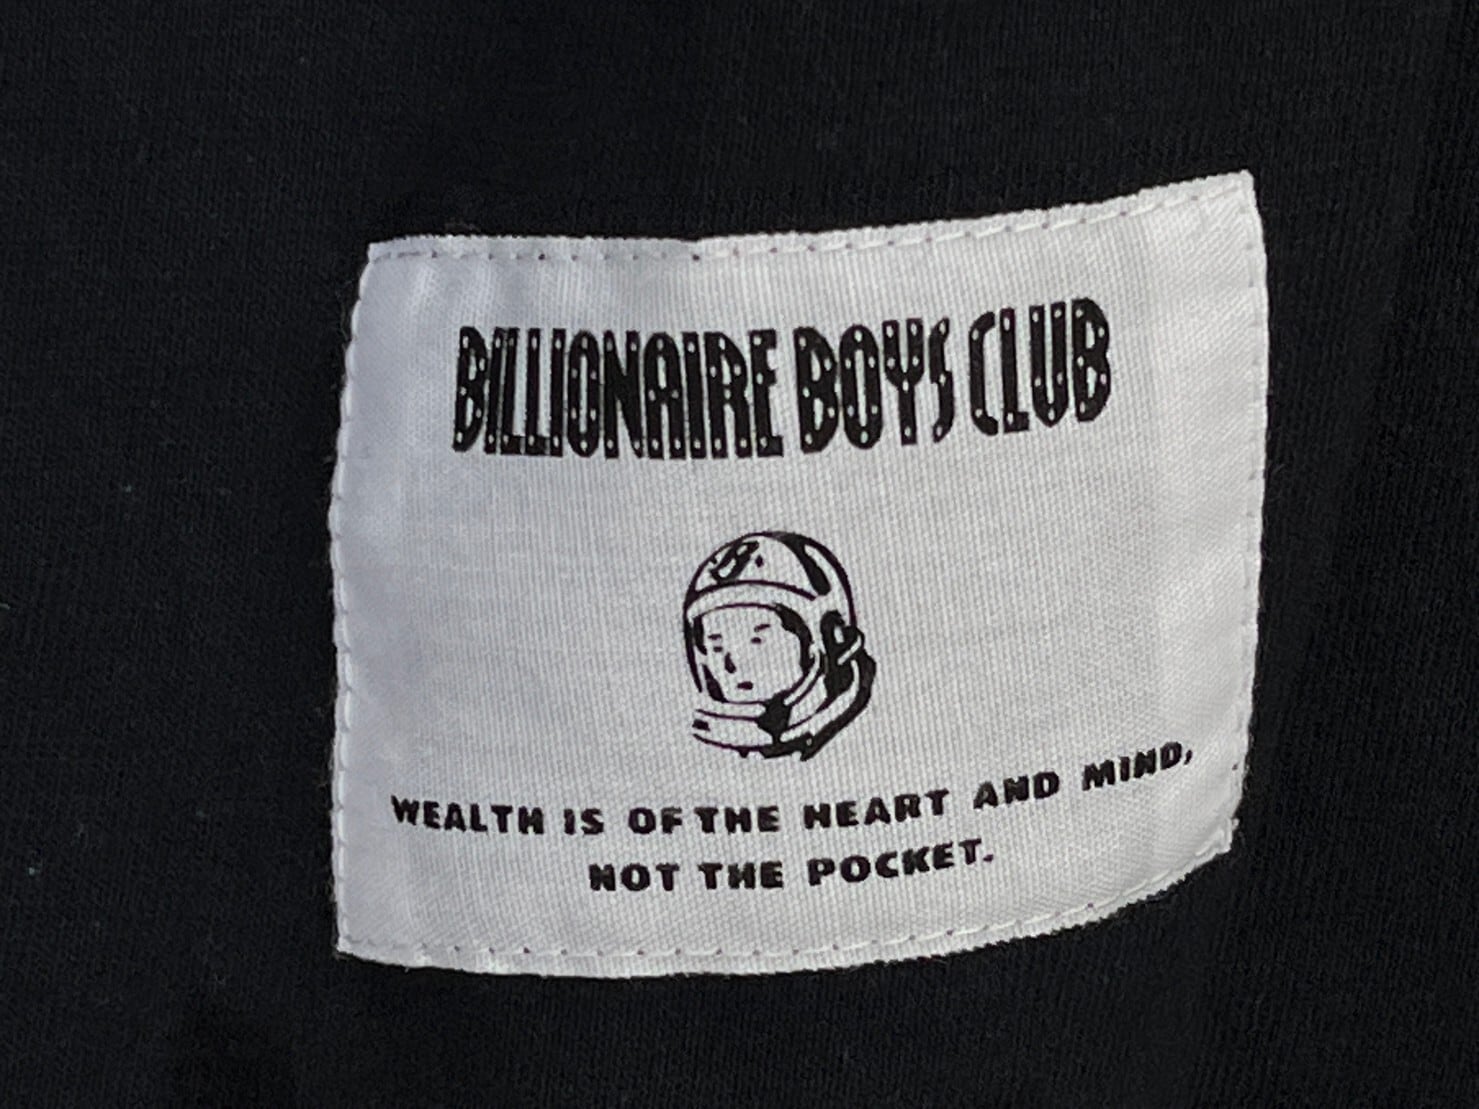 BILLIONAIRE BOYS CLUB
WEALTH IS OF THE HEART AND MIND,
NOT THE POCKET.